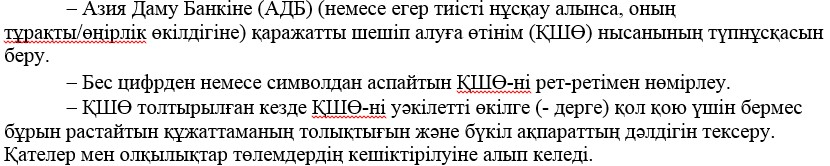 – Азия Даму Банкіне (АДБ) (немесе егер тиісті нұсқау алынса, оның
тұрақты/өңірлік өкілдігіне) қаражатты шешіп алуға өтінім (ҚШӨ) нысанының түпнұсқасын
беру.
– Бес цифрден немесе символдан аспайтын ҚШӨ-ні рет-ретімен нөмірлеу.
– ҚШӨ толтырылған кезде ҚШӨ-ні уәкілетті өкілге (- дерге) қол қою үшін бермес
бұрын растайтын құжаттаманың толықтығын және бүкіл ақпараттың дәлдігін тексеру.
Қателер мен олқылықтар төлемдердің кешіктірілуіне алып келеді.